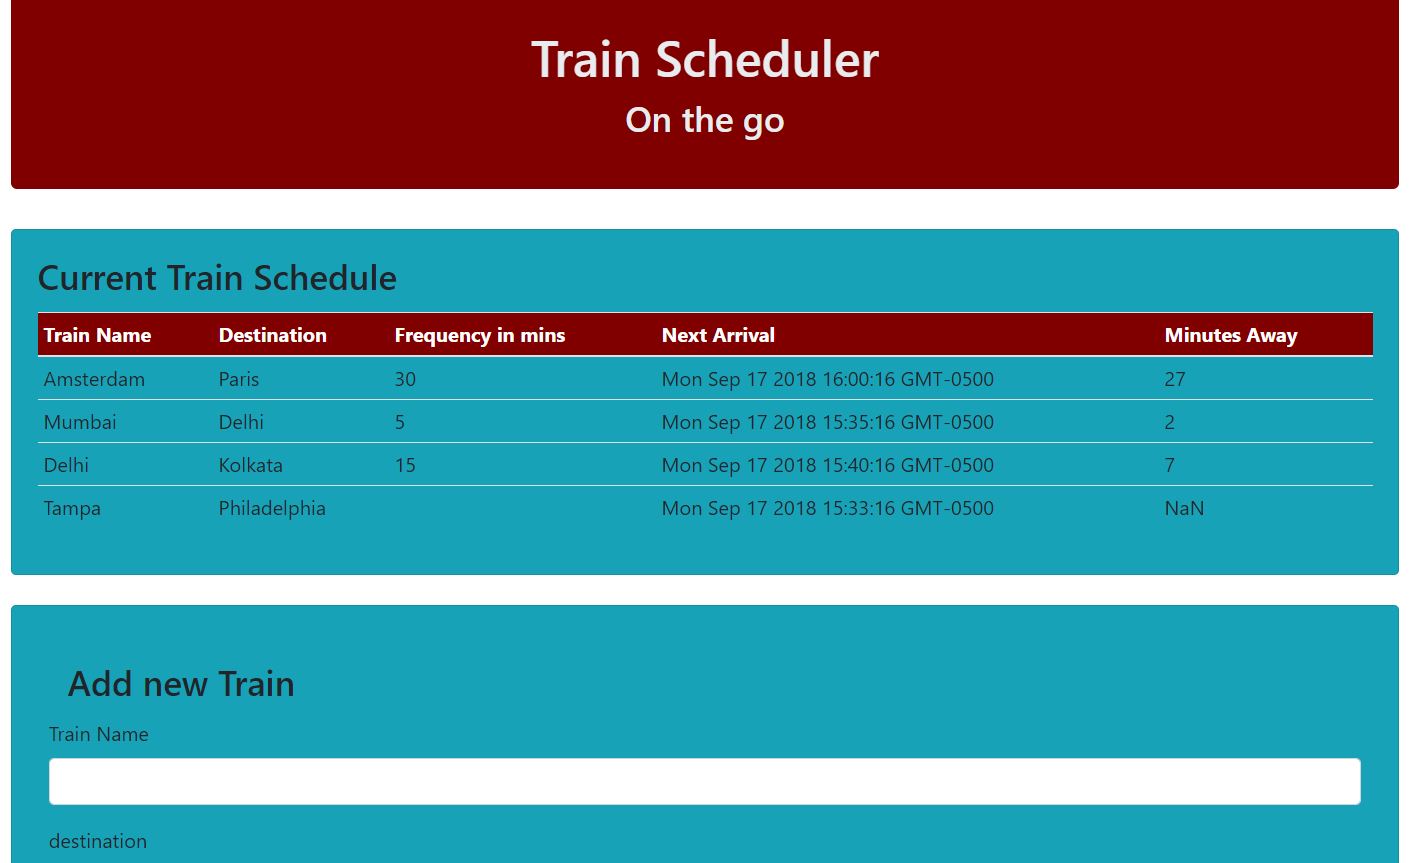 Train Scheduler
On the go
Current Train Schedule
Train Name Destination Frequency in mins Next Arrival Minutes Away
Amsterdam Paris 30 Mon Sep 17 2018 16:00:16 GMT-0500 27
Mumbai Delhi 5 Mon Sep 17 2018 15:35:16 GMT-0500 2
Delhi Kolkata 15 Mon Sep 17 2018 15:40:16 GMT-0500 7
Tampa Philadelphia Mon Sep 17 2018 15:33:16 GMT-0500 NaN
Add new Train
Train Name
destination